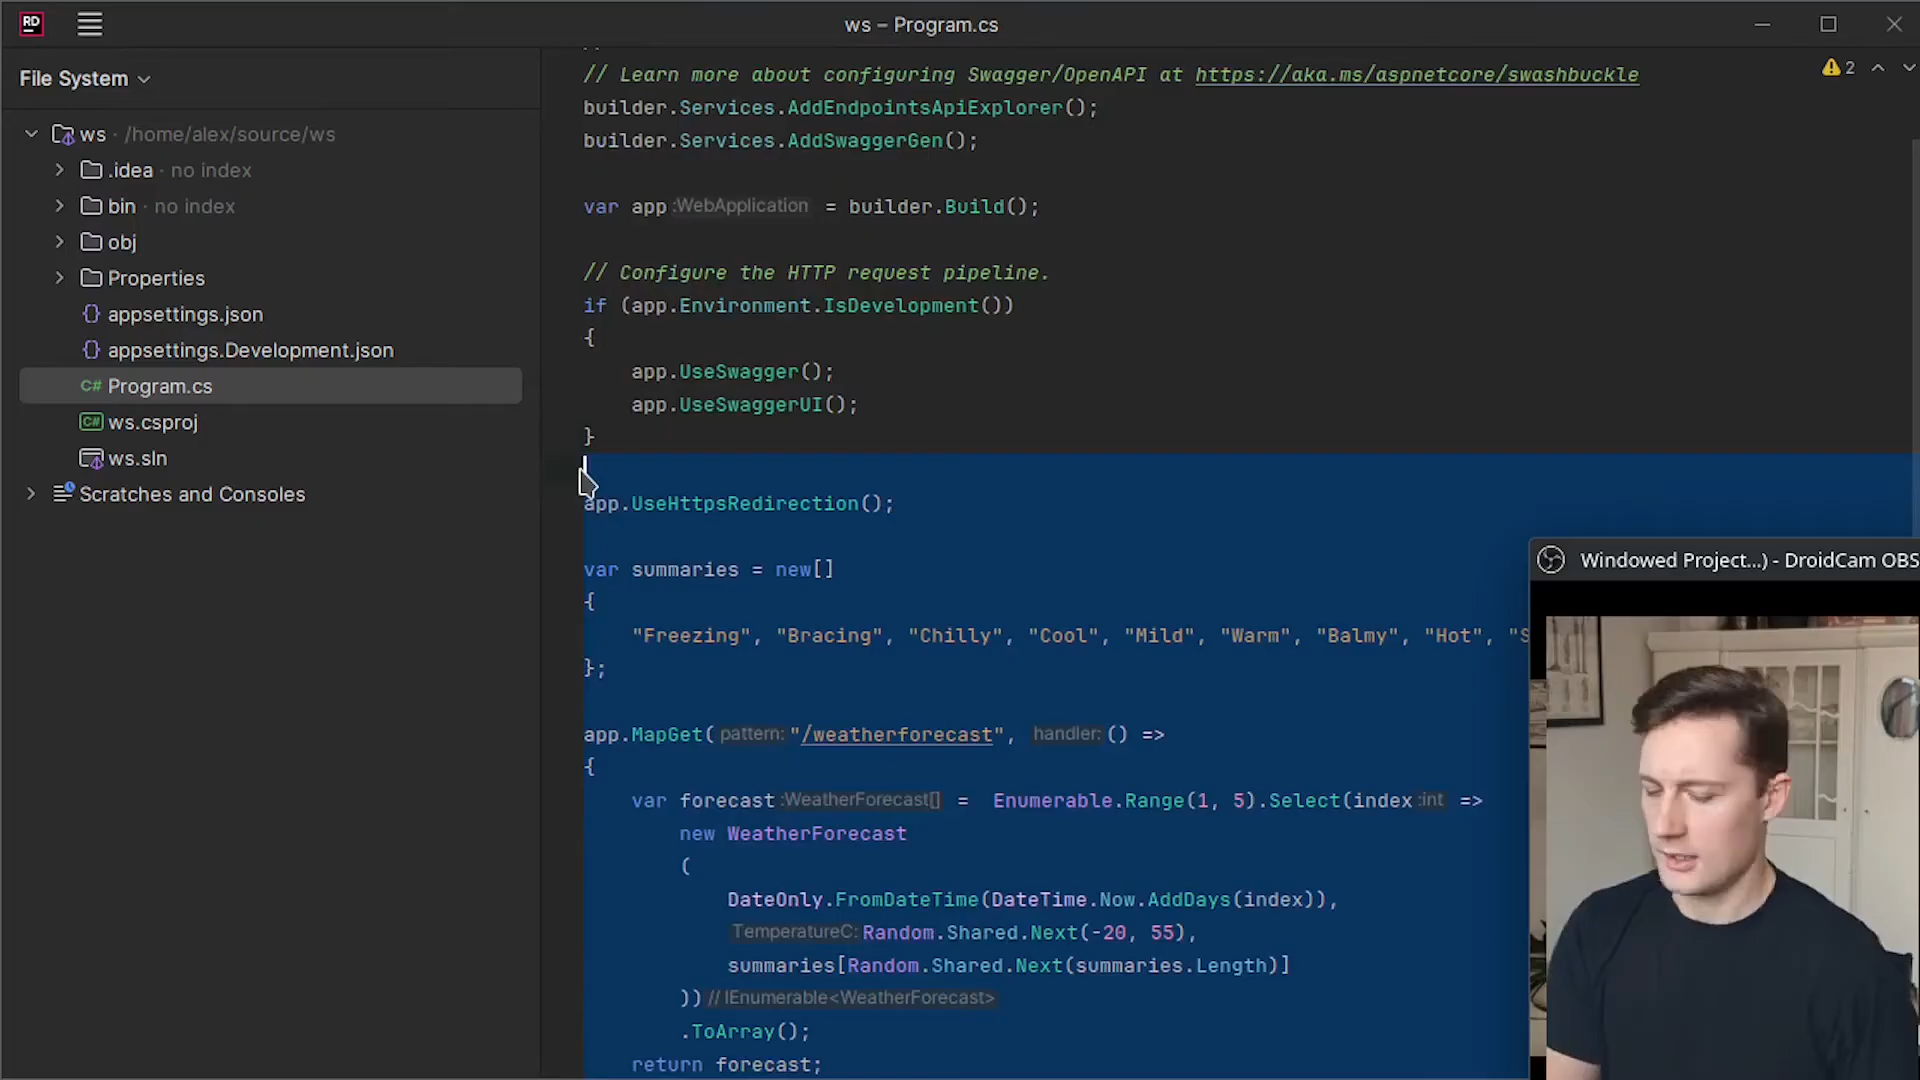 RD
ws – Program.cs
File System
ws · /home/alex/source/ws
.idea · no index
bin · no index
obj
Properties
{} appsettings.json
{} appsettings.Development.json
C# Program.cs
C# ws.csproj
ws.sln
Scratches and Consoles
// Learn more about configuring Swagger/OpenAPI at https://aka.ms/aspnetcore/swashbuckle
2
builder.Services.AddEndpointsApiExplorer();
builder.Services.AddSwaggerGen();
var app :WebApplication = builder.Build();
// Configure the HTTP request pipeline.
if (app.Environment.IsDevelopment())
{
app.UseSwagger();
app.UseSwaggerUI();
}
app.UseHttpsRedirection();
var summaries = new[]
{
"Freezing", "Bracing", "Chilly", "Cool", "Mild", "Warm", "Balmy", "Hot", "S
};
app.MapGet( pattern: "/weatherforecast", handler: () =>
{
var forecast :WeatherForecast[] = Enumerable.Range(1, 5).Select(index :int =>
new WeatherForecast
(
DateOnly.FromDateTime(DateTime.Now.AddDays(index)),
TemperatureC: Random.Shared.Next(-20, 55),
summaries[Random.Shared.Next(summaries.Length)]
)) // IEnumerable<WeatherForecast>
.ToArray();
return forecast;
Windowed Project...) - DroidCam OBS